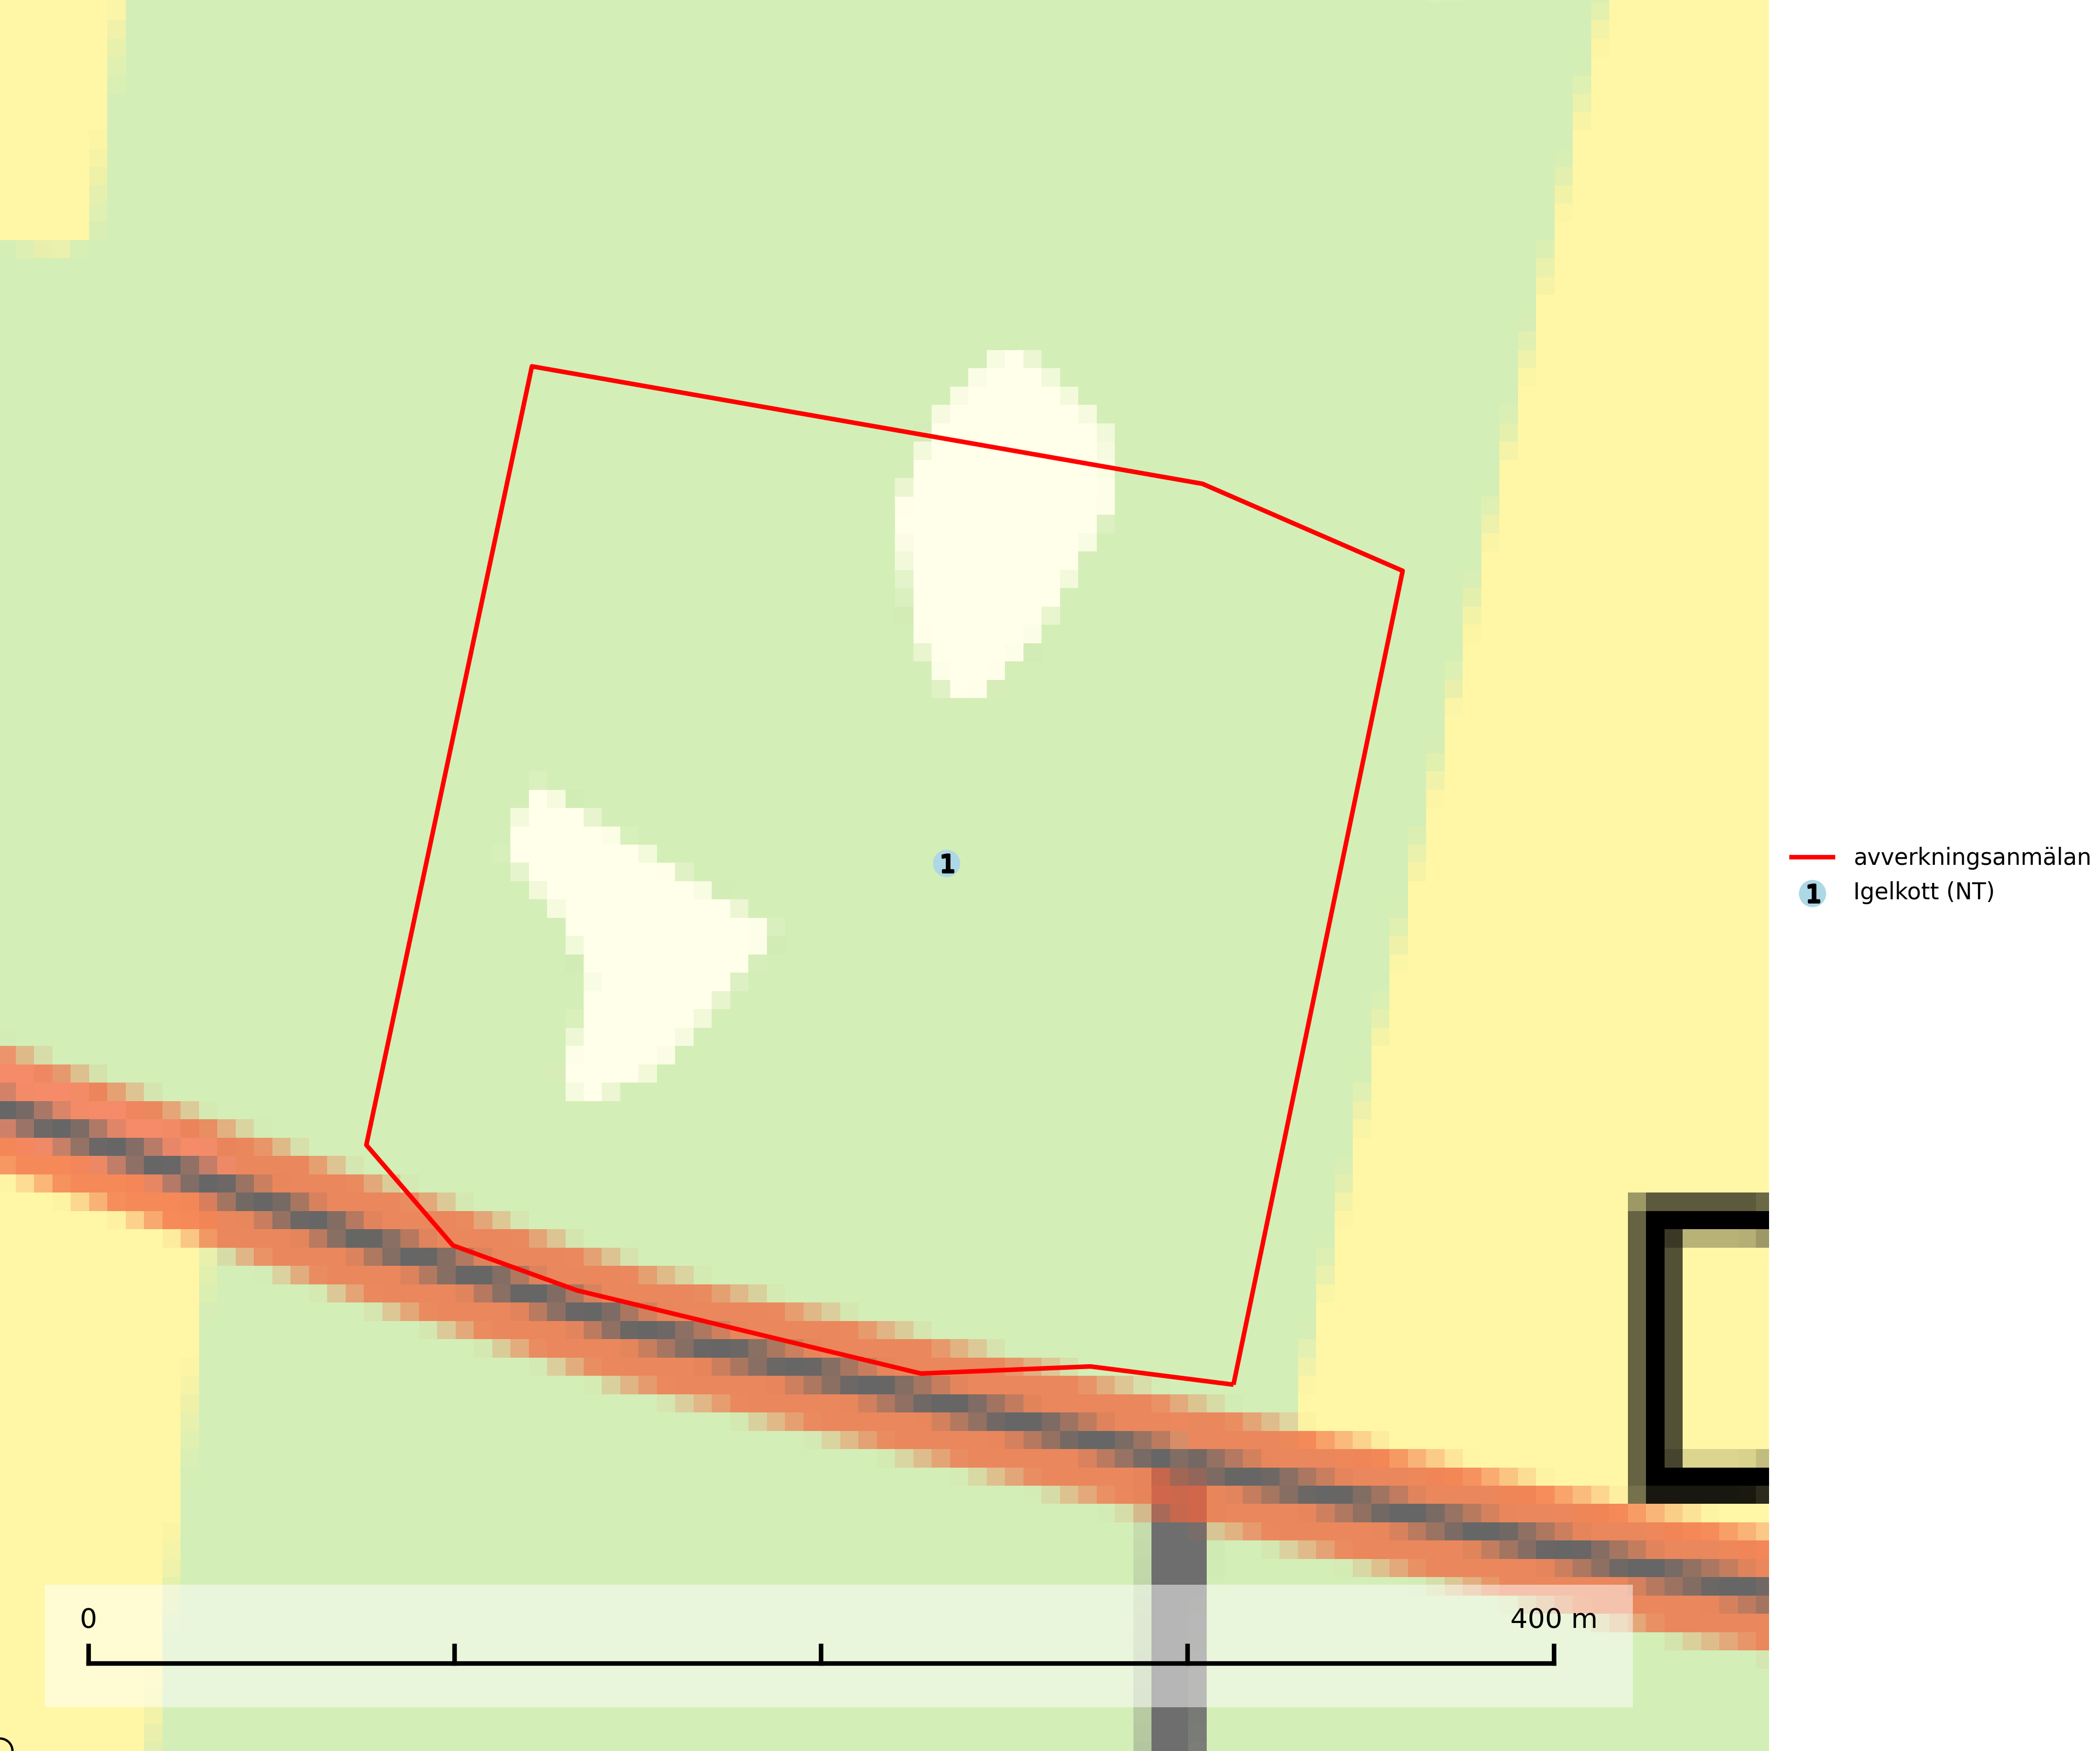 1
avverkningsanmälan
1 Igelkott (NT)
0 400 m